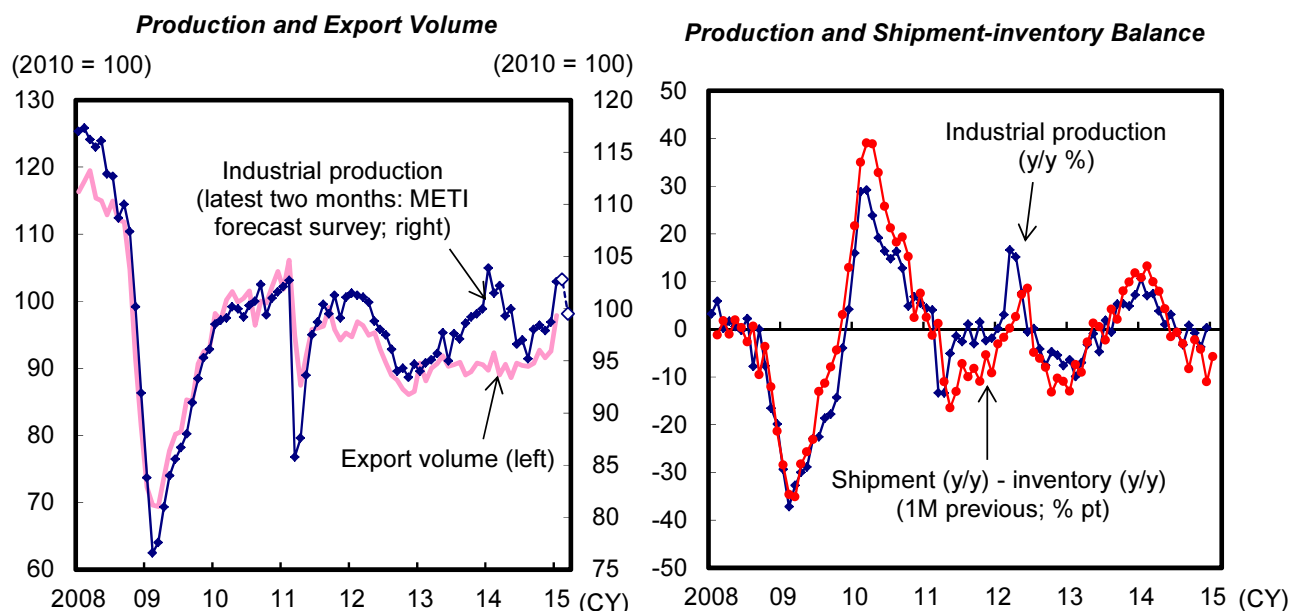 Production and Export Volume
(2010 = 100)
(2010 = 100)
130
120
110
100
90
80
70
60
120
115
110
105
100
95
90
85
80
75
Industrial production
(latest two months: METI
forecast survey; right)
Export volume (left)
2008 09 10 11 12 13 14 15 (CY)
Production and Shipment-inventory Balance
50
40
30
20
10
0
-10
-20
-30
-40
-50
Industrial production
(y/y %)
Shipment (y/y) - inventory (y/y)
(1M previous; % pt)
2008 09 10 11 12 13 14 15 (CY)